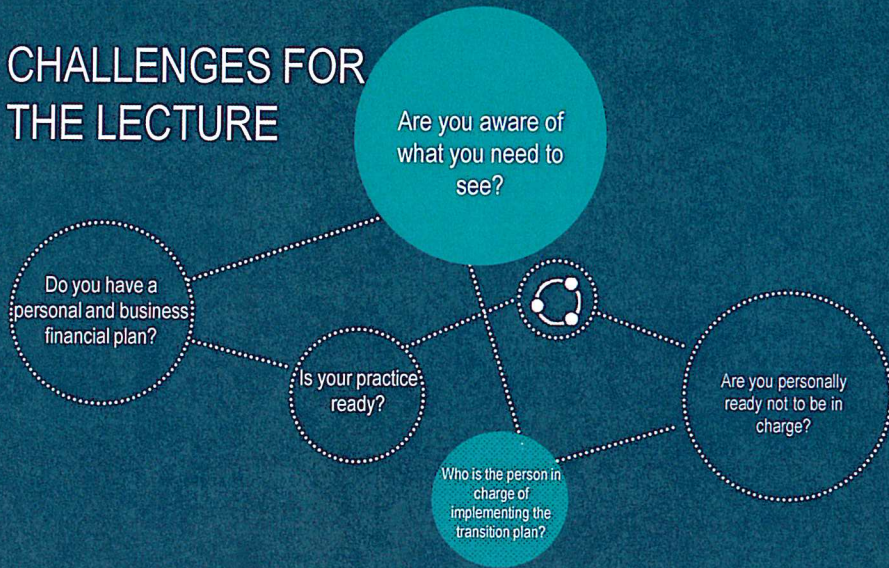 CHALLENGES FOR
THE LECTURE
Are you aware of
what you need to
see?
Do you have a
personal and business
financial plan?
Is your practice
ready?
Are you personally
ready not to be in
charge?
Who is the person in
charge of
implementing the
transition plan?